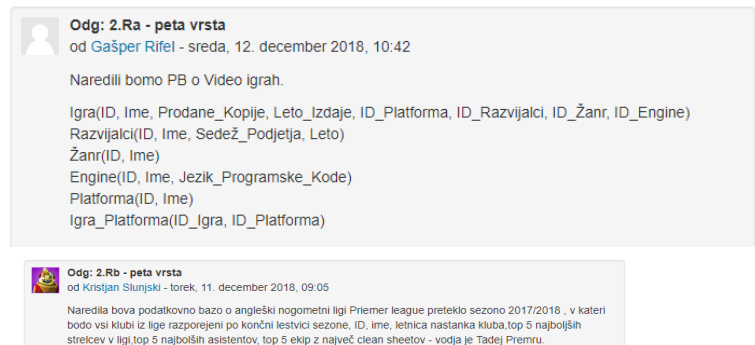 Odg: 2.Ra - peta vrsta
od Gašper Rifel - sreda, 12. december 2018, 10:42
Naredili bomo PB o Video igrah.
Igra(ID, Ime, Prodane_Kopije, Leto_Izdaje, ID_Platforma, ID_Razvijalci, ID_Žanr, ID_Engine)
Razvijalci(ID, Ime, Sedež_Podjetja, Leto)
Žanr(ID, Ime)
Engine(ID, Ime, Jezik_Programske_Kode)
Platforma(ID, Ime)
Igra_Platforma(ID_Igra, ID_Platforma)
Odg: 2.Rb - peta vrsta
od Kristjan Slunjski - torek, 11. december 2018, 09:05
Naredila bova podatkovno bazo o angleški nogometni ligi Priemer league preteklo sezono 2017/2018 , v kateri
bodo vsi klubi iz lige razporejeni po končni lestvici sezone, ID, ime, letnica nastanka kluba,top 5 najboljših
strelcev v ligi,top 5 najbolših asistentov, top 5 ekip z največ clean sheetov - vodja je Tadej Premru.